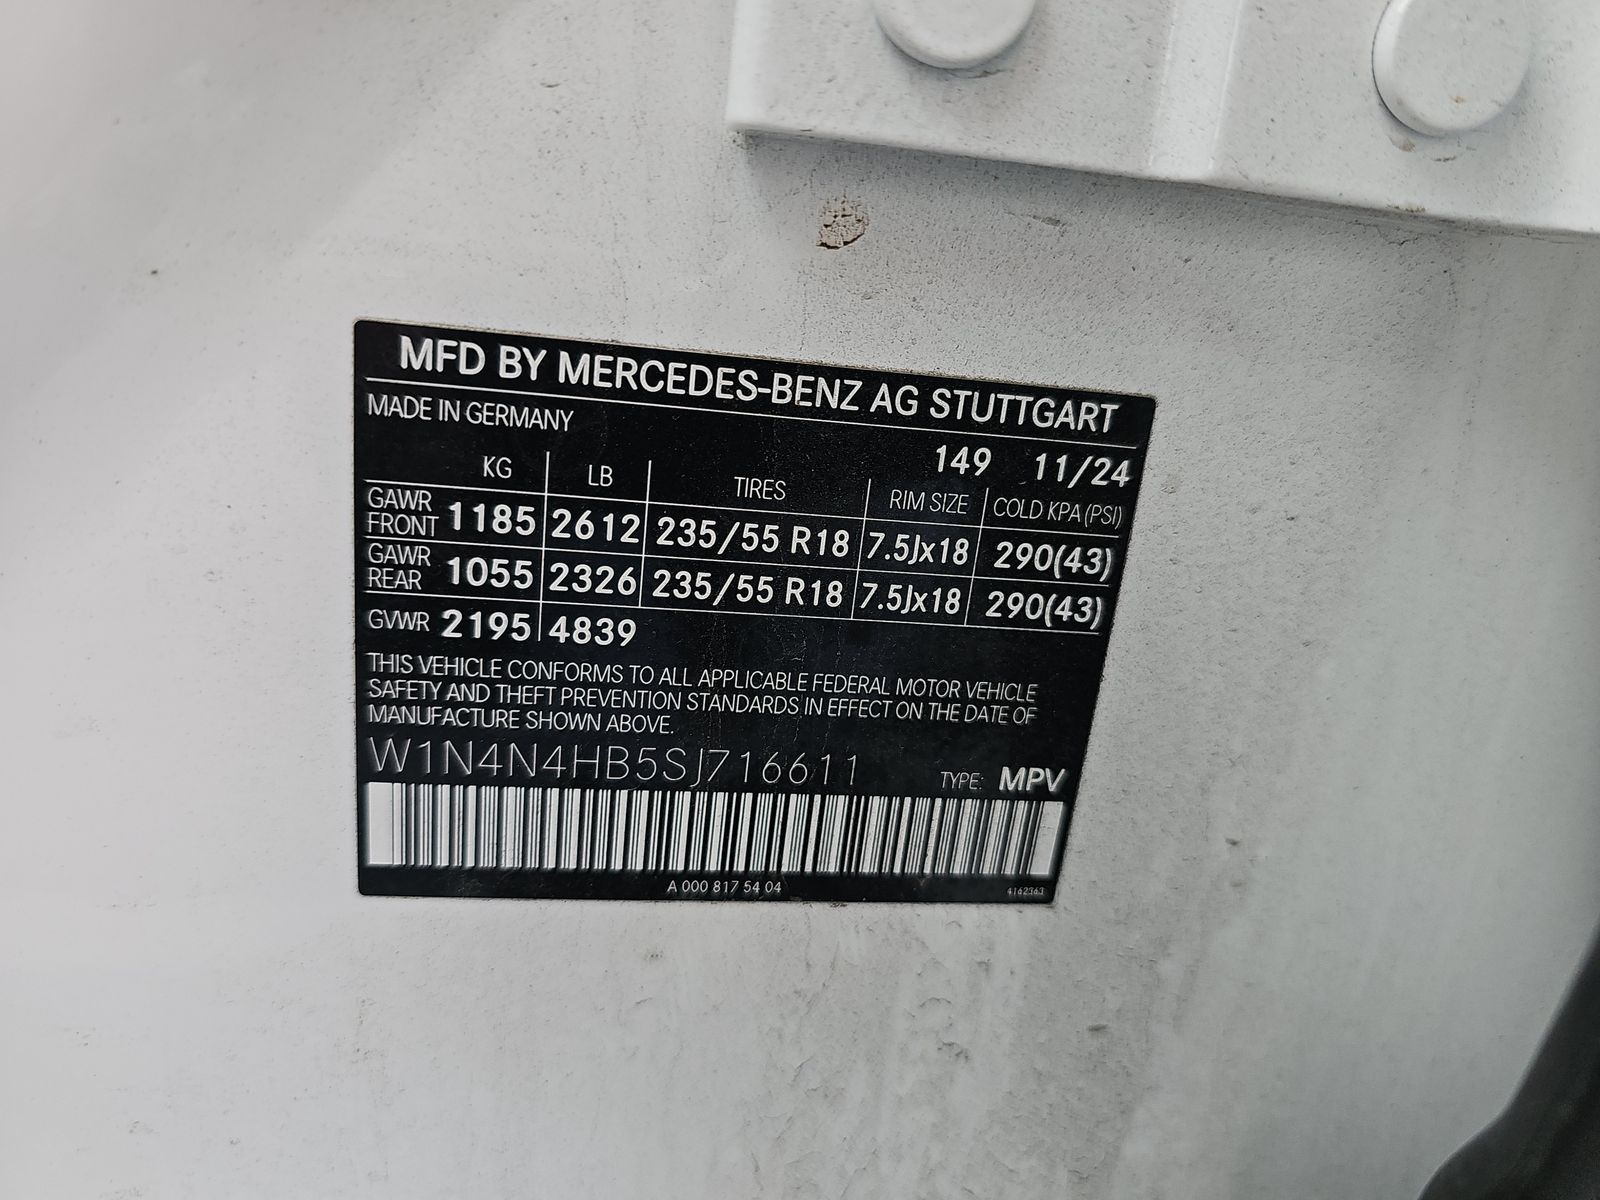 MFD BY MERCEDES-BENZ AG STUTTGART
MADE IN GERMANY
149 11/24
KG LB TIRES RIM SIZE COLD KPA (PSI)
GAWR FRONT 1185 2612 235/55 R18 7.5Jx18 290(43)
GAWR REAR 1055 2326 235/55 R18 7.5Jx18 290(43)
GVWR 2195 4839
THIS VEHICLE CONFORMS TO ALL APPLICABLE FEDERAL MOTOR VEHICLE
SAFETY AND THEFT PREVENTION STANDARDS IN EFFECT ON THE DATE OF
MANUFACTURE SHOWN ABOVE.
W1N4N4HB5SJ716611 TYPE: MPV
A 000 817 54 04 4162363